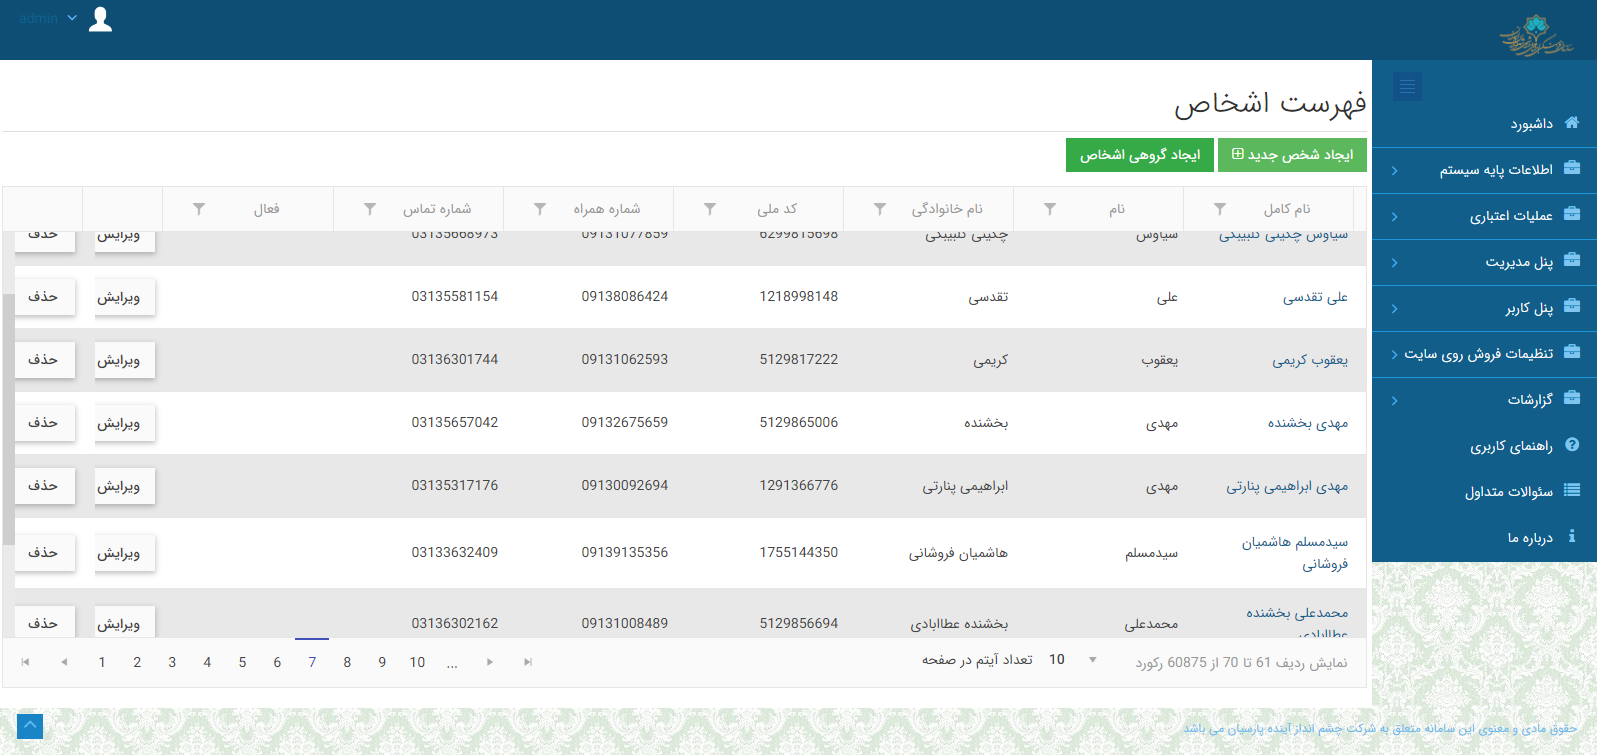 admin
داشبورد
اطلاعات پایه سیستم
عملیات اعتباری
پنل مدیریت
پنل کاربر
تنظیمات فروش روی سایت
گزارشات
راهنمای کاربری
سئوالات متداول
درباره ما
فهرست اشخاص
ایجاد شخص جدید ایجاد گروهی اشخاص
نام کامل نام نام خانوادگی کد ملی شماره همراه شماره تماس فعال
سیاوش چگینی گلبیبکی سیاوش چگینی گلبیبکی 6299815698 09131077859 03135668973 ویرایش حذف
علی تقدسی علی تقدسی 1218998148 09138086424 03135581154 ویرایش حذف
یعقوب کریمی یعقوب کریمی 5129817222 09131062593 03136301744 ویرایش حذف
مهدی بخشنده مهدی بخشنده 5129865006 09132675659 03135657042 ویرایش حذف
مهدی ابراهیمی پنارتی مهدی ابراهیمی پنارتی 1291366776 09130092694 03135317176 ویرایش حذف
سیدمسلم هاشمیان
فروشانی سیدمسلم هاشمیان فروشانی 1755144350 09139135356 03133632409 ویرایش حذف
محمدعلی بخشنده
عطاابادی محمدعلی بخشنده عطاابادی 5129856694 09131008489 03136302162 ویرایش حذف
نمایش ردیف 61 تا 70 از 60875 رکورد 10 تعداد آیتم در صفحه
1 2 3 4 5 6 7 8 9 10 ...
حقوق مادی و معنوی این سامانه متعلق به شرکت چشم انداز آینده پارسیان می باشد